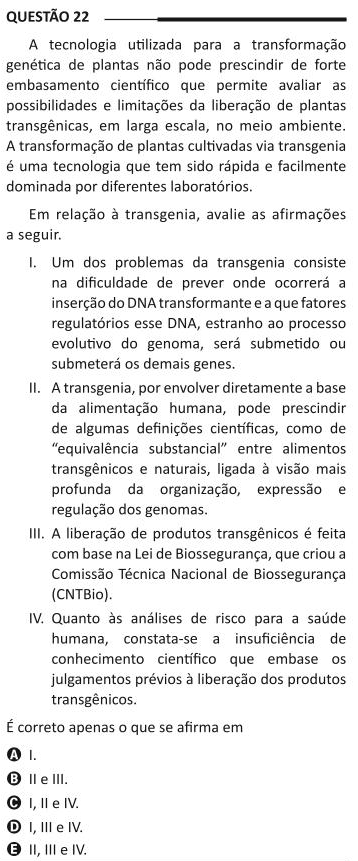 QUESTÃO 22
A tecnologia utilizada para a transformação
genética de plantas não pode prescindir de forte
embasamento científico que permite avaliar as
possibilidades e limitações da liberação de plantas
transgênicas, em larga escala, no meio ambiente.
A transformação de plantas cultivadas via transgenia
é uma tecnologia que tem sido rápida e facilmente
dominada por diferentes laboratórios.
Em relação à transgenia, avalie as afirmações
a seguir.
I. Um dos problemas da transgenia consiste
na dificuldade de prever onde ocorrerá a
inserção do DNA transformante e a que fatores
regulatórios esse DNA, estranho ao processo
evolutivo do genoma, será submetido ou
submeterá os demais genes.
II. A transgenia, por envolver diretamente a base
da alimentação humana, pode prescindir
de algumas definições científicas, como de
“equivalência substancial” entre alimentos
transgênicos e naturais, ligada à visão mais
profunda da organização, expressão e
regulação dos genomas.
III. A liberação de produtos transgênicos é feita
com base na Lei de Biossegurança, que criou a
Comissão Técnica Nacional de Biossegurança
(CNTBio).
IV. Quanto às análises de risco para a saúde
humana, constata-se a insuficiência de
conhecimento científico que embase os
julgamentos prévios à liberação dos produtos
transgênicos.
É correto apenas o que se afirma em
A I.
B II e III.
C I, II e IV.
D I, III e IV.
E II, III e IV.